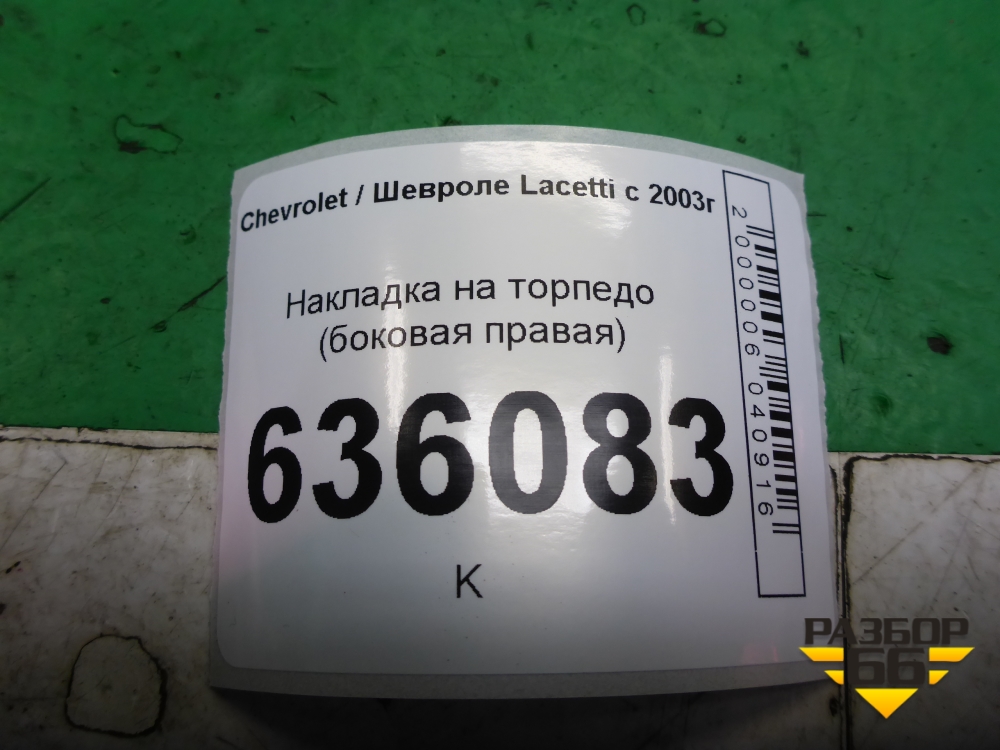 Chevrolet / Шевроле Lacetti с 2003г
Накладка на торпедо
(боковая правая)
636083
К
2000006040916
РАЗБОР
66